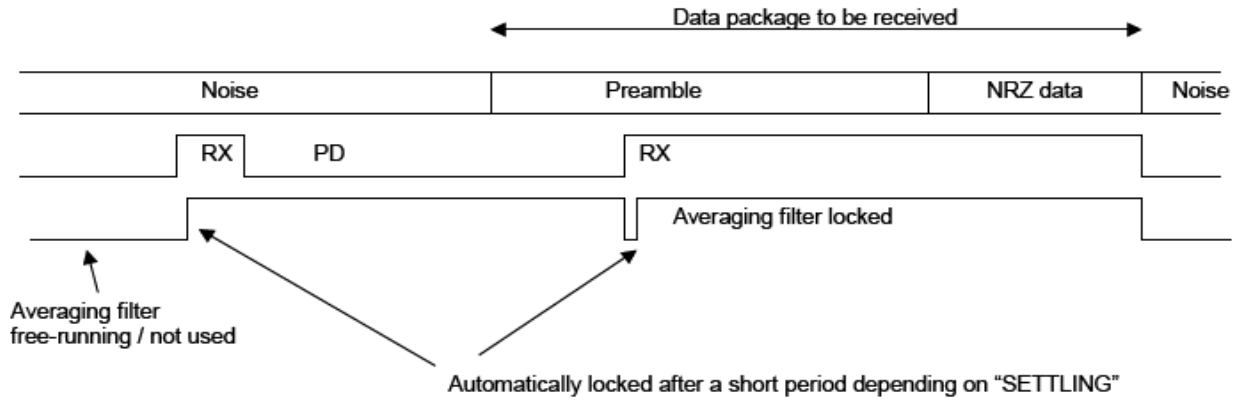 Data package to be received
Noise Preamble NRZ data Noise
RX PD RX
Averaging filter locked
Averaging filter
free-running / not used
Automatically locked after a short period depending on “SETTLING”